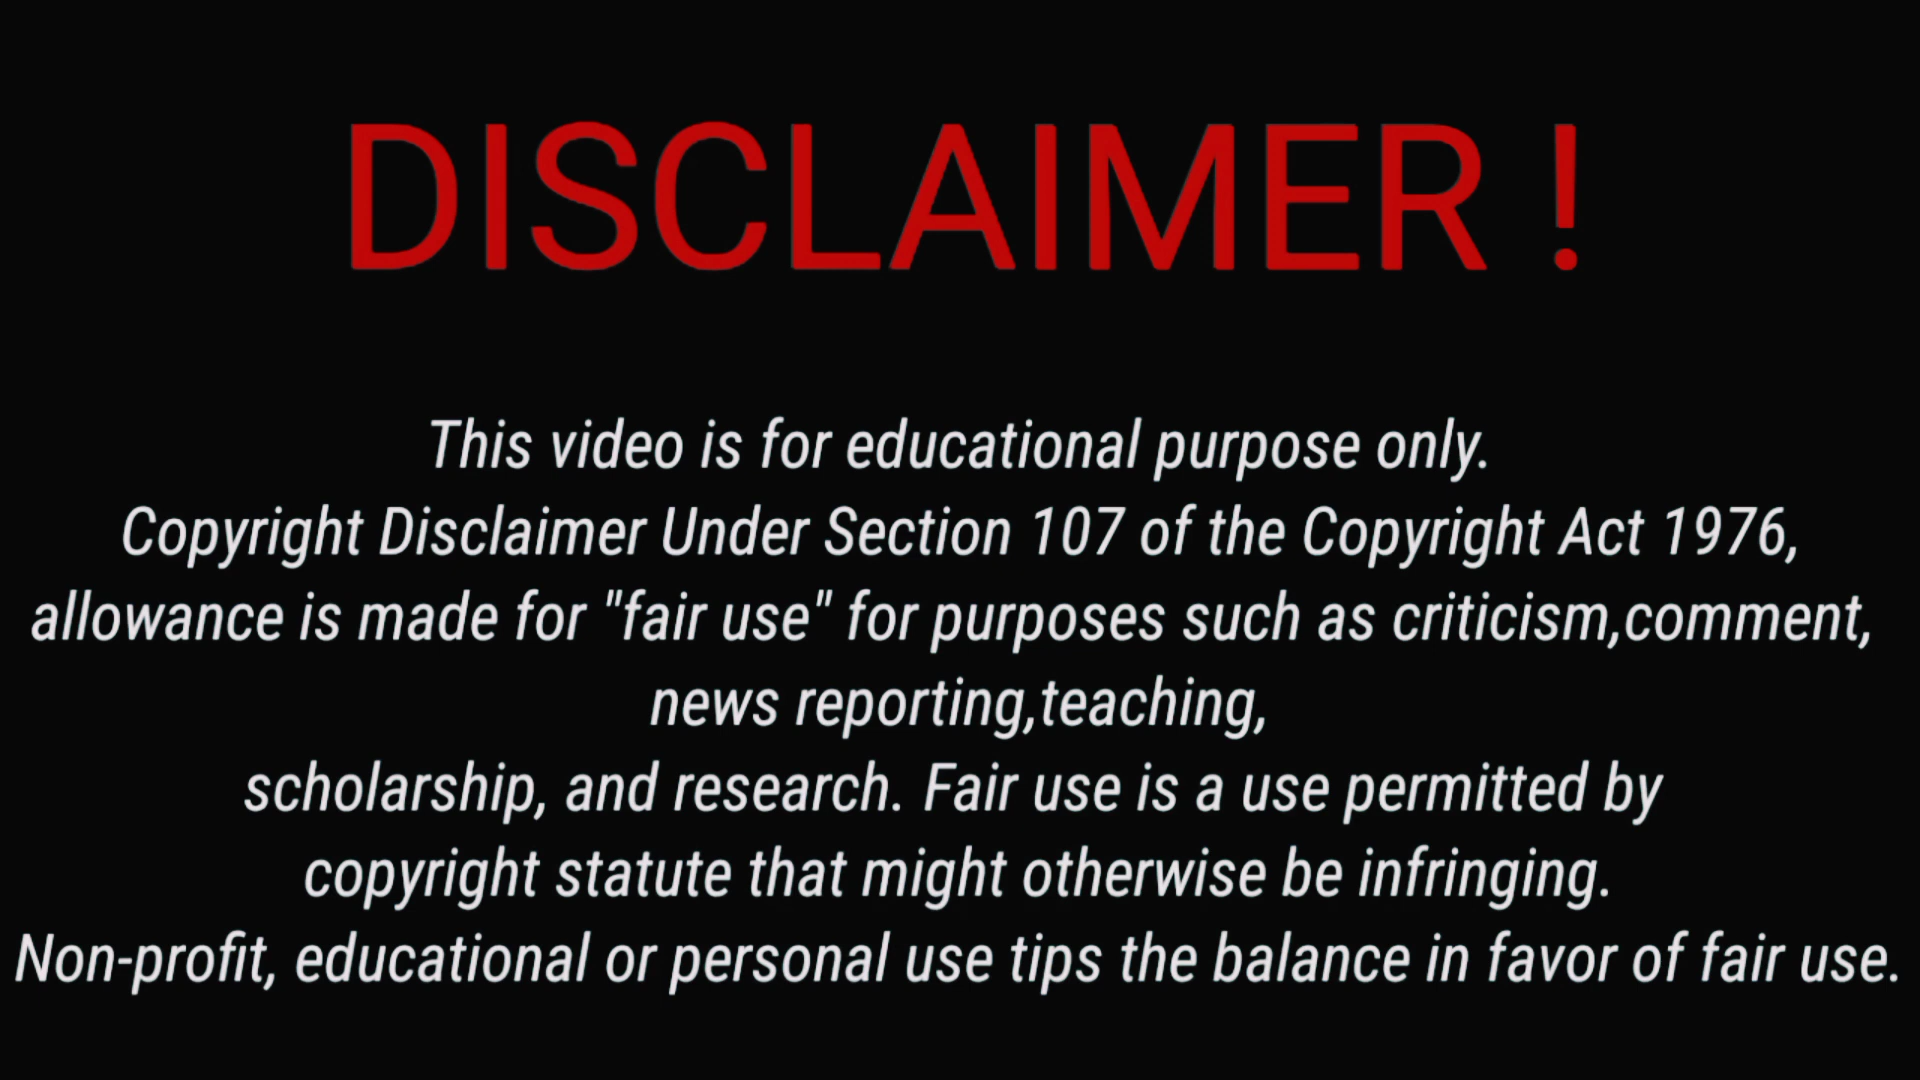 DISCLAIMER !
This video is for educational purpose only.
Copyright Disclaimer Under Section 107 of the Copyright Act 1976,
allowance is made for "fair use" for purposes such as criticism,comment,
news reporting,teaching,
scholarship, and research. Fair use is a use permitted by
copyright statute that might otherwise be infringing.
Non-profit, educational or personal use tips the balance in favor of fair use.